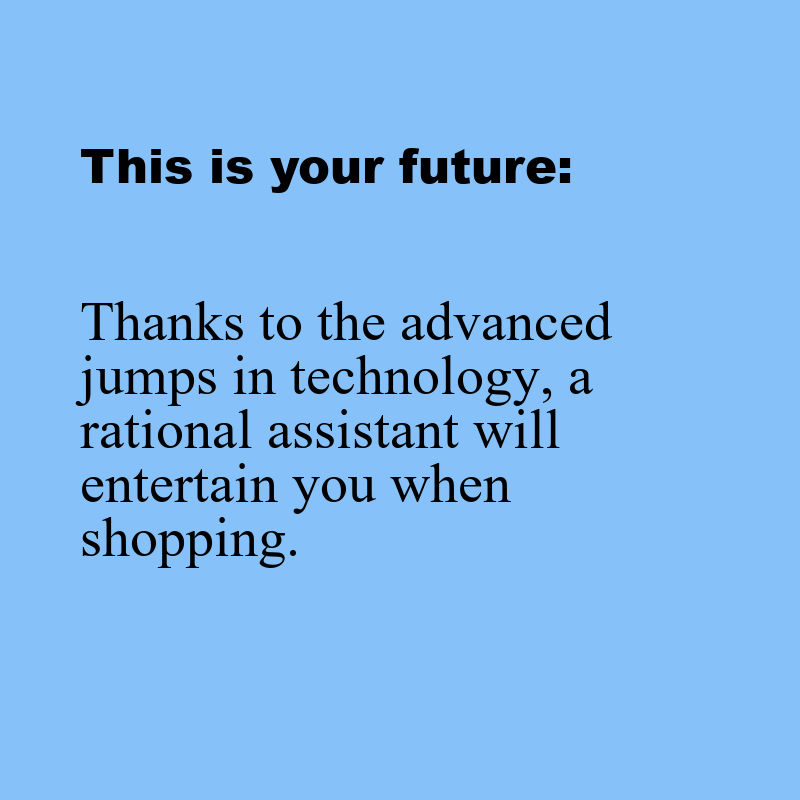 This is your future:
Thanks to the advanced
jumps in technology, a
rational assistant will
entertain you when
shopping.